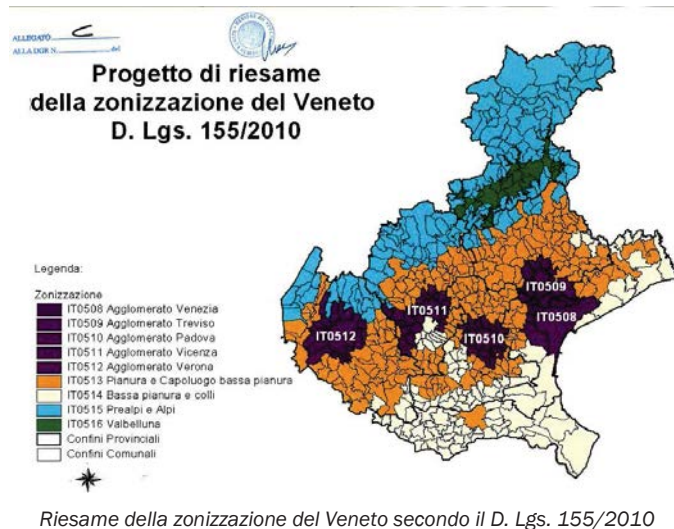 ALLEGATO C
ALLA DGR N. del
Progetto di riesame
della zonizzazione del Veneto
D. Lgs. 155/2010
Legenda:
Zonizzazione
IT0508 Agglomerato Venezia
IT0509 Agglomerato Treviso
IT0510 Agglomerato Padova
IT0511 Agglomerato Vicenza
IT0512 Agglomerato Verona
IT0513 Pianura e Capoluogo bassa pianura
IT0514 Bassa pianura e colli
IT0515 Prealpi e Alpi
IT0516 Valbelluna
Confini Provinciali
Confini Comunali
IT0509
IT0511
IT0508
IT0512
IT0510
Riesame della zonizzazione del Veneto secondo il D. Lgs. 155/2010